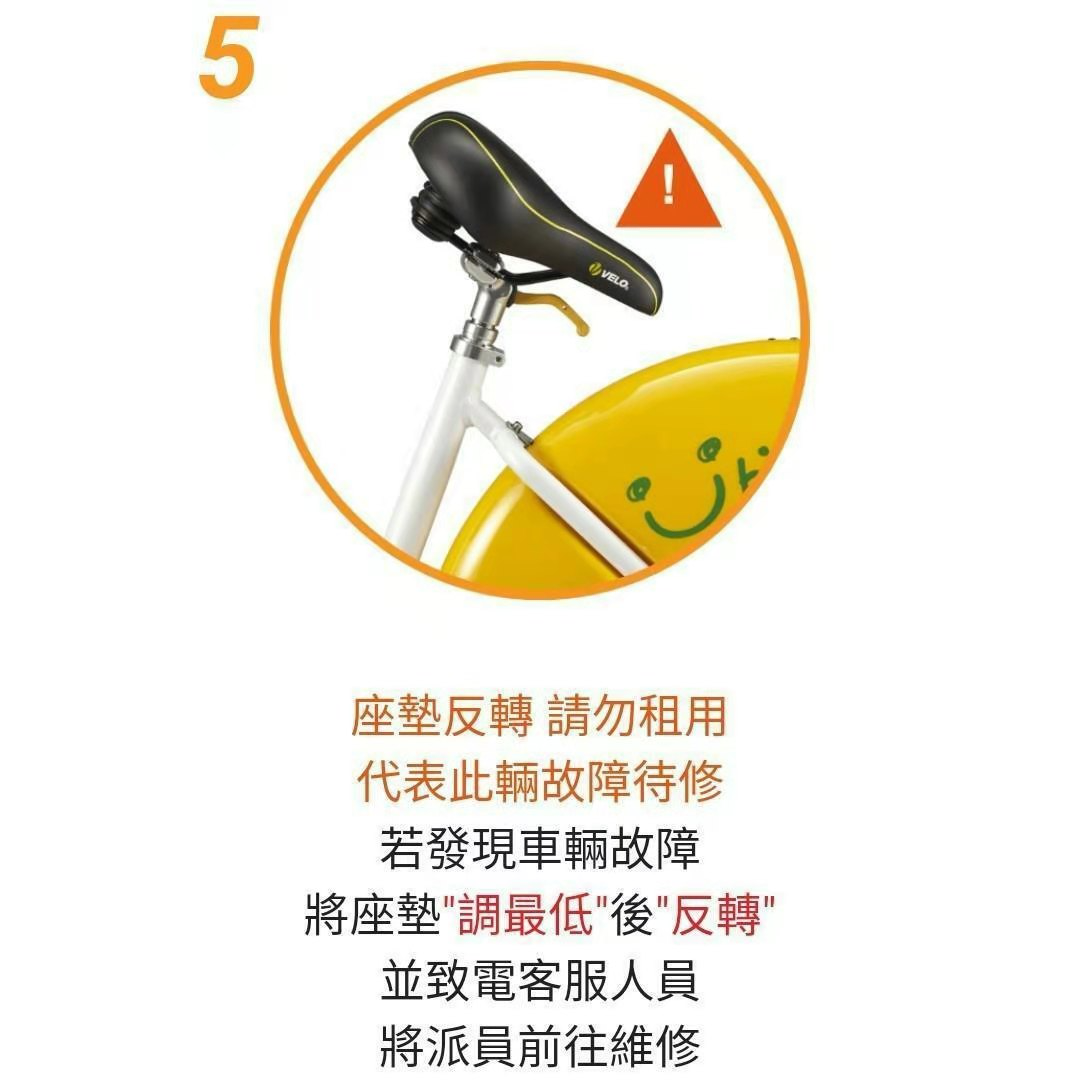 5
!
VELO
座墊反轉 請勿租用
代表此輛故障待修
若發現車輛故障
將座墊"調最低"後"反轉"
並致電客服人員
將派員前往維修